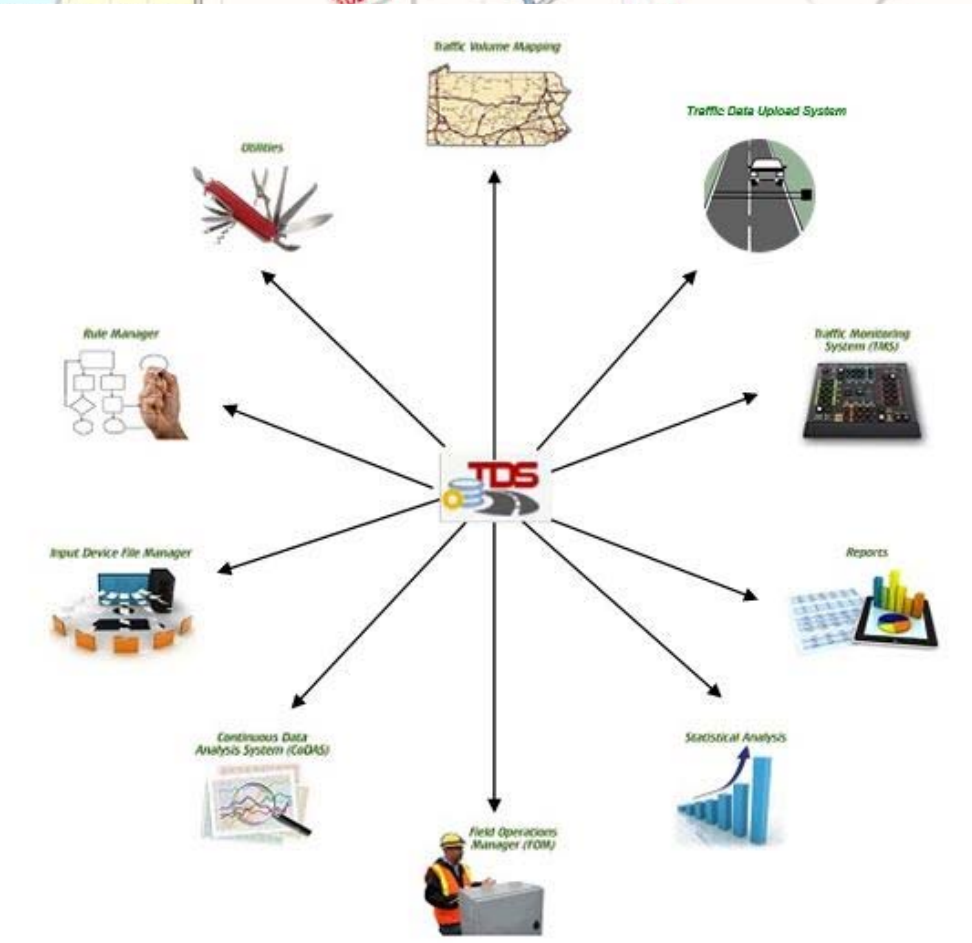 Traffic Volume Mapping
Traffic Data Upload System
Utilities
Rule Manager
Traffic Monitoring
System (TMS)
TDS
Input Device File Manager
Reports
Continuous Data
Analysis System (CoDAS)
Statistical Analysis
Field Operations
Manager (FOM)